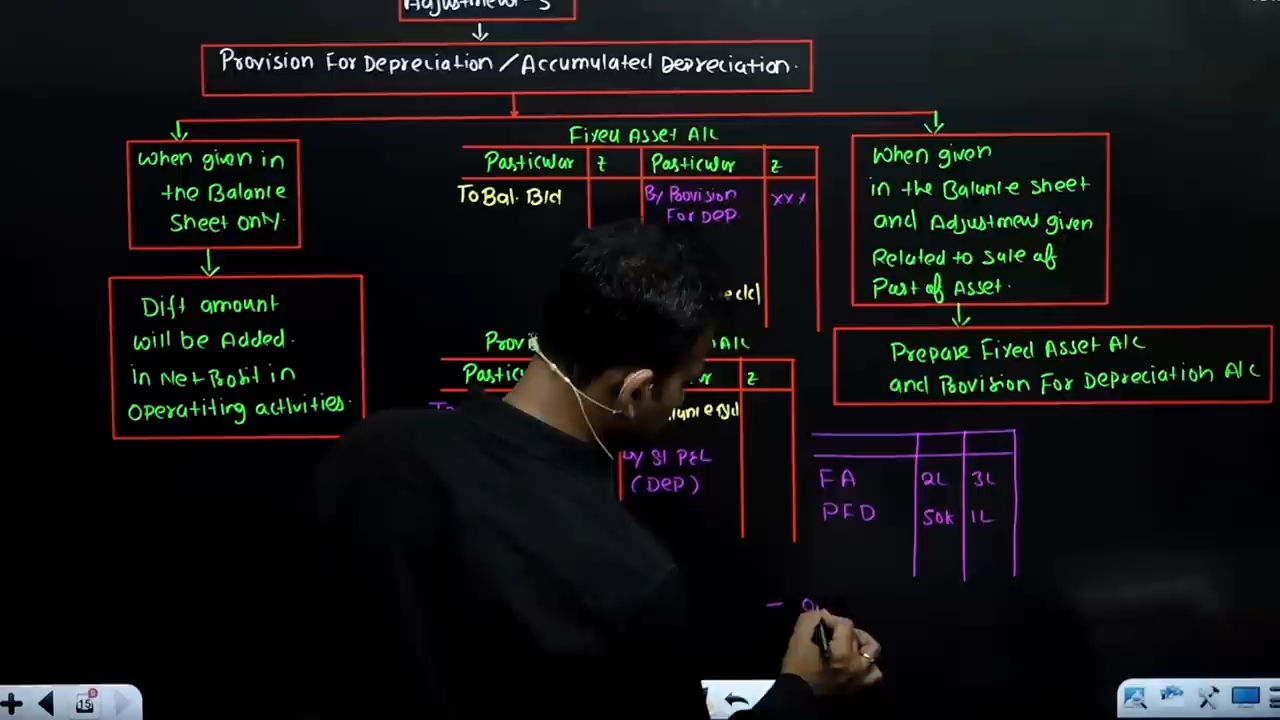 Adjustment-5
Provision For Depreciation / Accumulated Depreciation.
When given in
the Balance
Sheet only.
Diff amount
will be Added.
in Net Profit in
operatiting activities.
Fixed Asset A/c
Particular ₹ Particular ₹
To Bal. B/d By Provision xxx
For Dep.
A/c
₹
To
By St P&L
(Dep)
When given
in the Balance sheet
and Adjustment given
Related to sale of
Part of Asset.
Prepare Fixed Asset A/c
and Provision For Depreciation A/c
FA 2L 3L
PFD 50k 1L
-
15